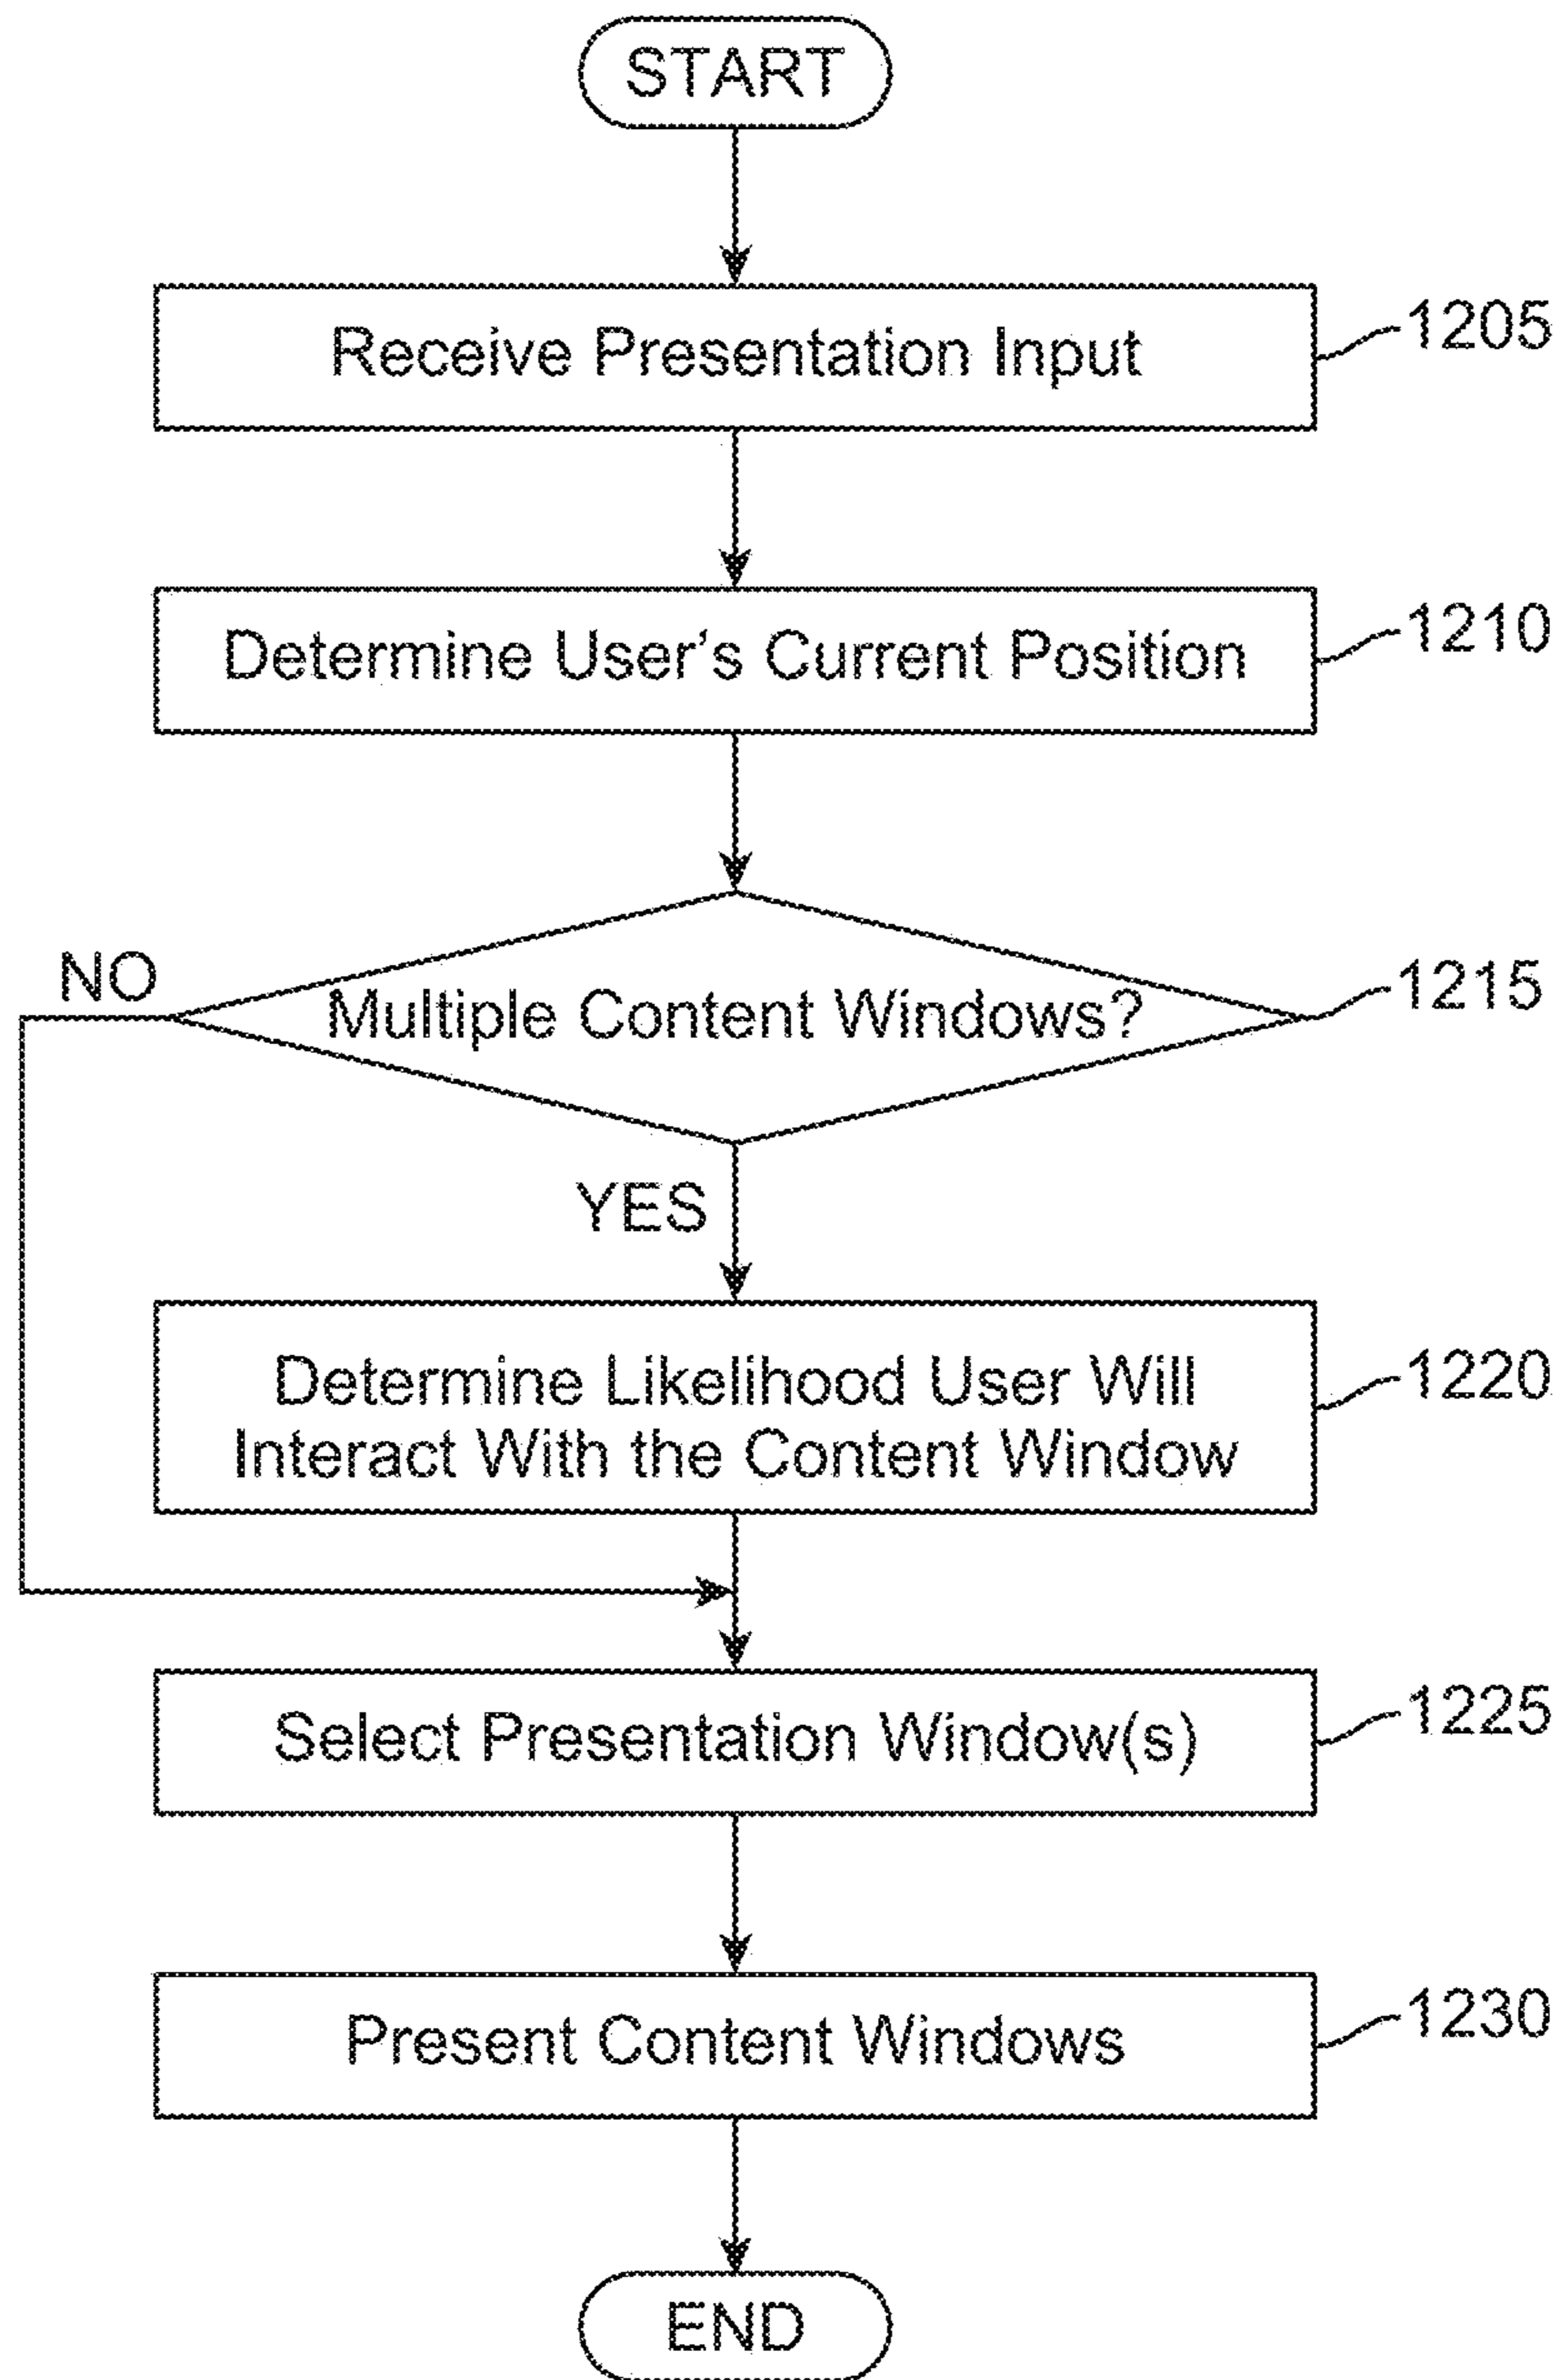 START
Receive Presentation Input
1205
Determine User's Current Position
1210
NO
Multiple Content Windows?
1215
YES
Determine Likelihood User Will
Interact With the Content Window
1220
Select Presentation Window(s)
1225
Present Content Windows
1230
END